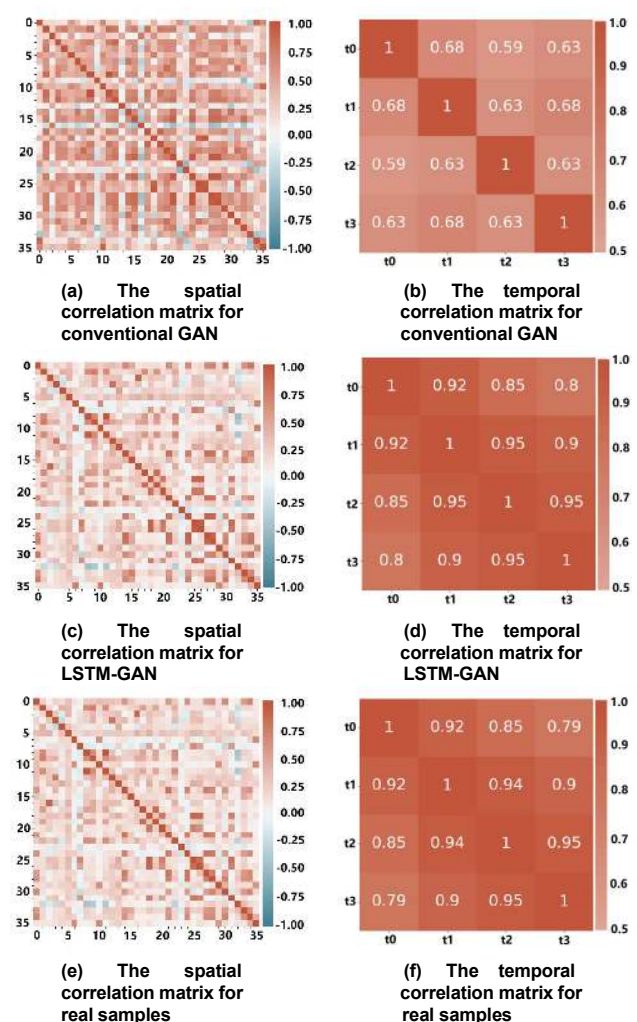 0
5
10
15
20
25
30
35
0 5 10 15 20 25 30 35
1.00
0.75
0.50
0.25
0.00
-0.25
-0.50
-0.75
-1.00
t0 1 0.68 0.59 0.63
t1 0.68 1 0.63 0.68
t2 0.59 0.63 1 0.63
t3 0.63 0.68 0.63 1
t0 t1 t2 t3
1.0
0.9
0.8
0.7
0.6
0.5
(a) The spatial
correlation matrix for
conventional GAN
(b) The temporal
correlation matrix for
conventional GAN
0
5
10
15
20
25
30
35
0 5 10 15 20 25 30 35
1.00
0.75
0.50
0.25
0.00
-0.25
-0.50
-0.75
-1.00
t0 1 0.92 0.85 0.8
t1 0.92 1 0.95 0.9
t2 0.85 0.95 1 0.95
t3 0.8 0.9 0.95 1
t0 t1 t2 t3
1.0
0.9
0.8
0.7
0.6
0.5
(c) The spatial
correlation matrix for
LSTM-GAN
(d) The temporal
correlation matrix for
LSTM-GAN
0
5
10
15
20
25
30
35
0 5 10 15 20 25 30 35
1.00
0.75
0.50
0.25
0.00
-0.25
-0.50
-0.75
-1.00
t0 1 0.92 0.85 0.79
t1 0.92 1 0.94 0.9
t2 0.85 0.94 1 0.95
t3 0.79 0.9 0.95 1
t0 t1 t2 t3
1.0
0.9
0.8
0.7
0.6
0.5
(e) The spatial
correlation matrix for
real samples
(f) The temporal
correlation matrix for
real samples